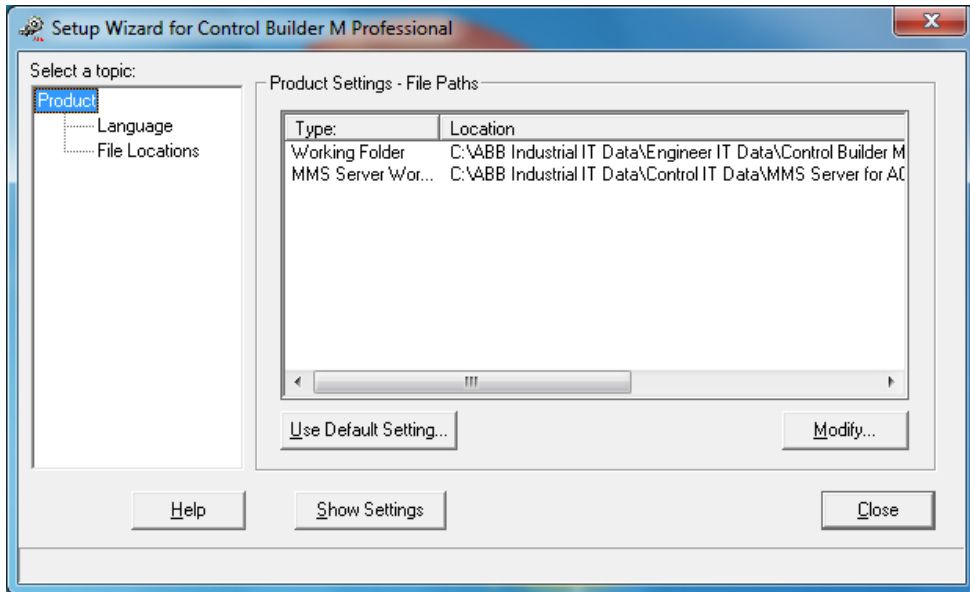 Setup Wizard for Control Builder M Professional
Select a topic:
Product
Language
File Locations
Product Settings - File Paths
Type: Location
Working Folder C:\ABB Industrial IT Data\Engineer IT Data\Control Builder M
MMS Server Wor... C:\ABB Industrial IT Data\Control IT Data\MMS Server for AC
Use Default Setting...
Modify...
Help
Show Settings
Close